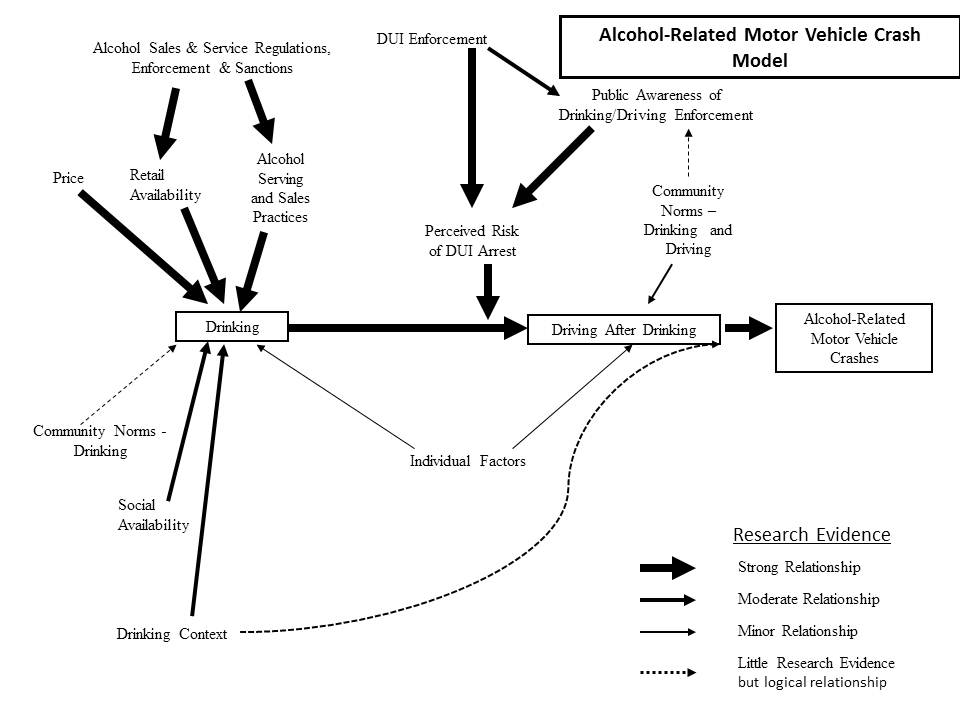 Alcohol-Related Motor Vehicle Crash
Model
Alcohol Sales & Service Regulations,
Enforcement & Sanctions
DUI Enforcement
Public Awareness of
Drinking/Driving Enforcement
Price
Retail
Availability
Alcohol
Serving
and Sales
Practices
Community
Norms –
Drinking and
Driving
Perceived Risk
of DUI Arrest
Drinking
Driving After Drinking
Alcohol-Related
Motor Vehicle
Crashes
Community Norms -
Drinking
Individual Factors
Social
Availability
Drinking Context
Research Evidence
Strong Relationship
Moderate Relationship
Minor Relationship
Little Research Evidence
but logical relationship